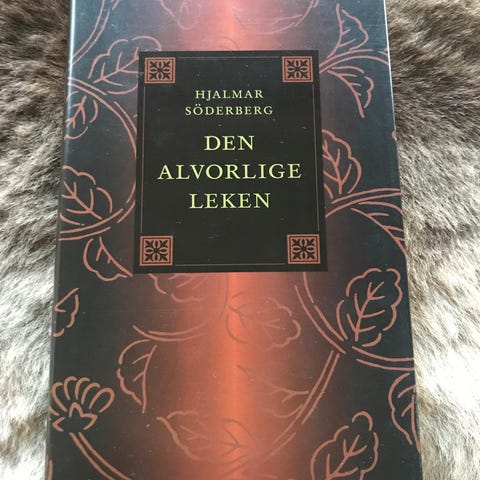 HJALMAR
SÖDERBERG
DEN
ALVORLIGE
LEKEN